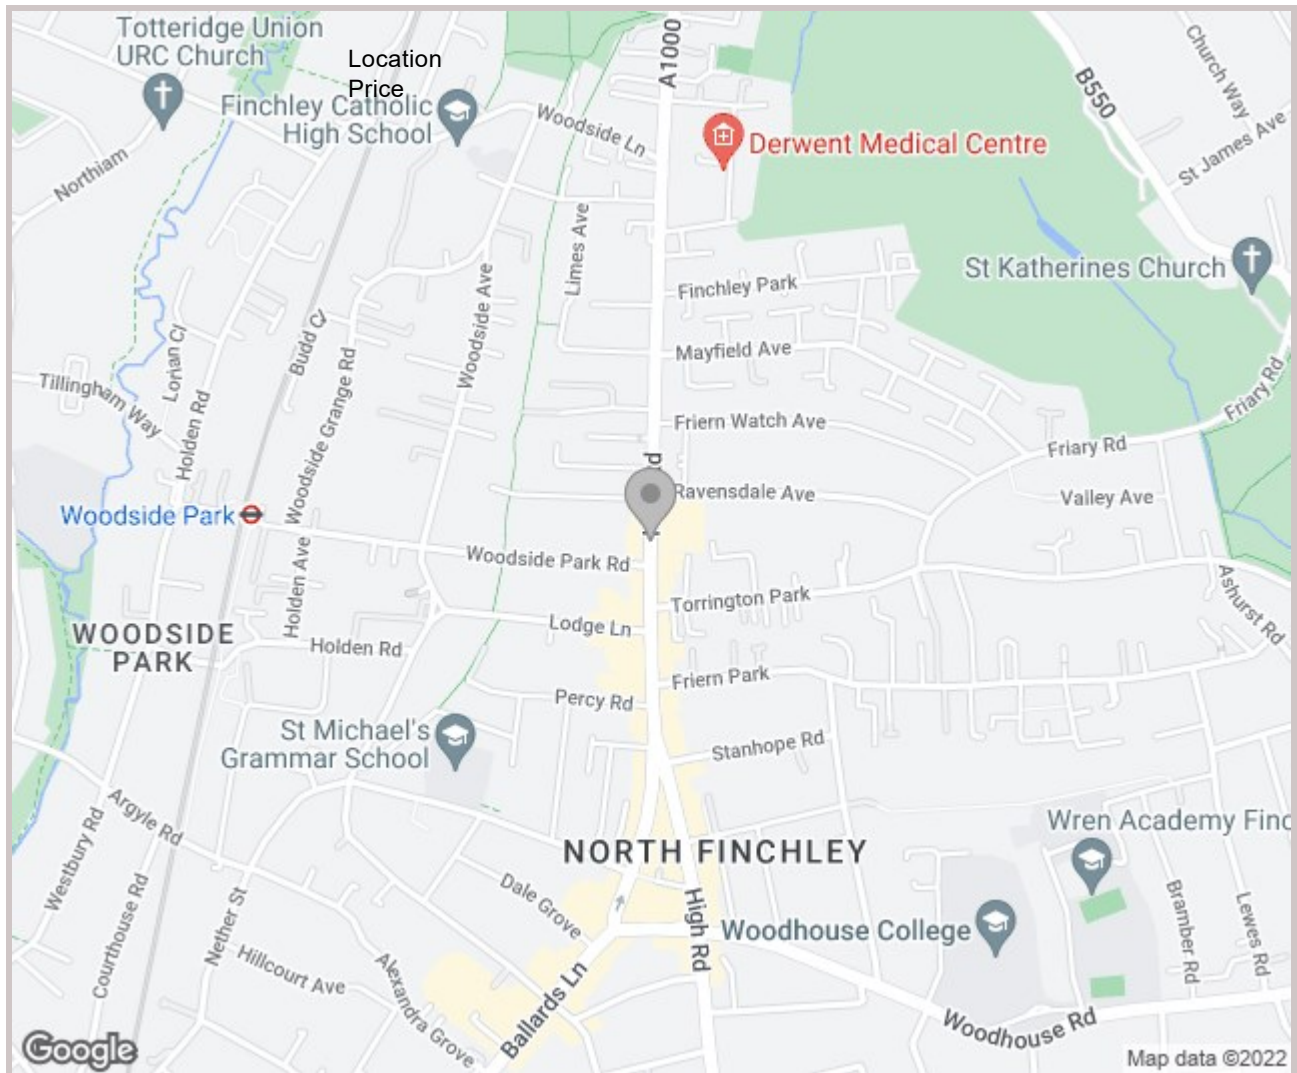 Totteridge Union
URC Church
Location
Price
A1000
Church Way
B550
Finchley Catholic
High School
Woodside Ln
Derwent Medical Centre
St James Ave
Northiam
Limes Ave
St Katherines Church
Finchley Park
Woodside Ave
Budd Cl
Lorian Cl
Mayfield Ave
Tillingham Way
Woodside Grange Rd
Friary Rd
Holden Rd
Friern Watch Ave
Friary Rd
Ravensdale Ave
Valley Ave
Woodside Park
Holden Ave
Woodside Park Rd
Ashurst Rd
Torrington Park
Lodge Ln
WOODSIDE
PARK
Holden Rd
Friern Park
Percy Rd
St Michael's
Grammar School
Stanhope Rd
Argyle Rd
Wren Academy Finc
NORTH FINCHLEY
Westbury Rd
Dale Grove
High Rd
Courthouse Rd
Nether St
Woodhouse College
Bramber Rd
Lewes Rd
Hillcourt Ave
Alexandra Grove
Ballards Ln
Woodhouse Rd
Google
Map data ©2022